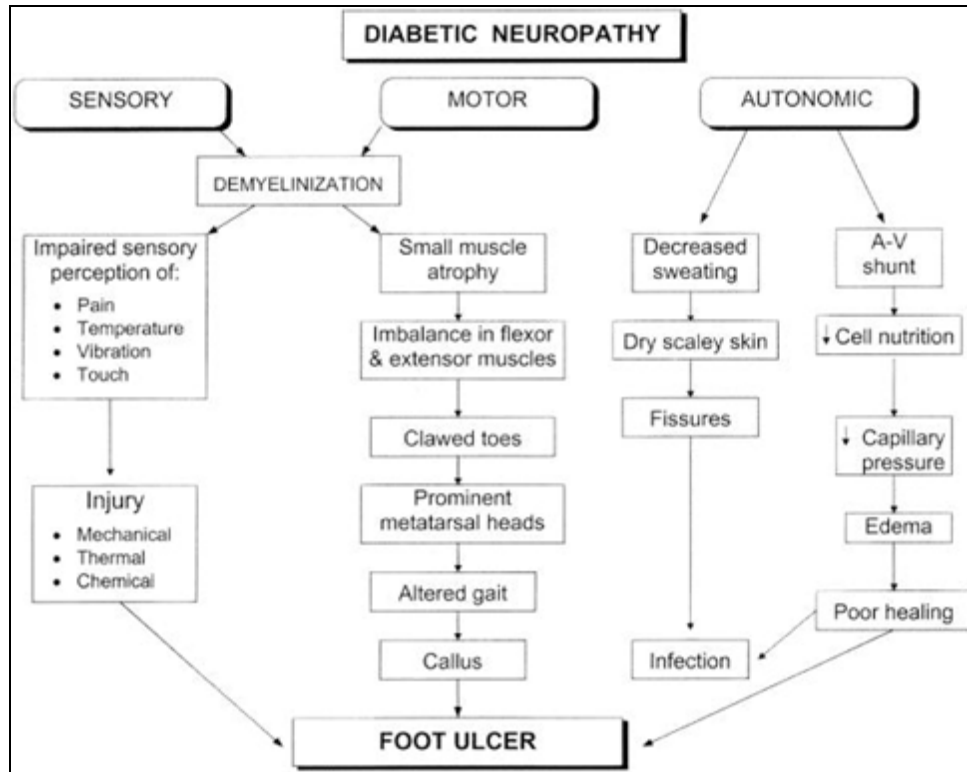 DIABETIC NEUROPATHY
SENSORY
MOTOR
AUTONOMIC
DEMYELINIZATION
Impaired sensory
perception of:
• Pain
• Temperature
• Vibration
• Touch
Injury
• Mechanical
• Thermal
• Chemical
Small muscle
atrophy
Imbalance in flexor
& extensor muscles
Clawed toes
Prominent
metatarsal heads
Altered gait
Callus
Decreased
sweating
Dry scaley skin
Fissures
Infection
A-V
shunt
↓ Cell nutrition
↓ Capillary
pressure
Edema
Poor healing
FOOT ULCER